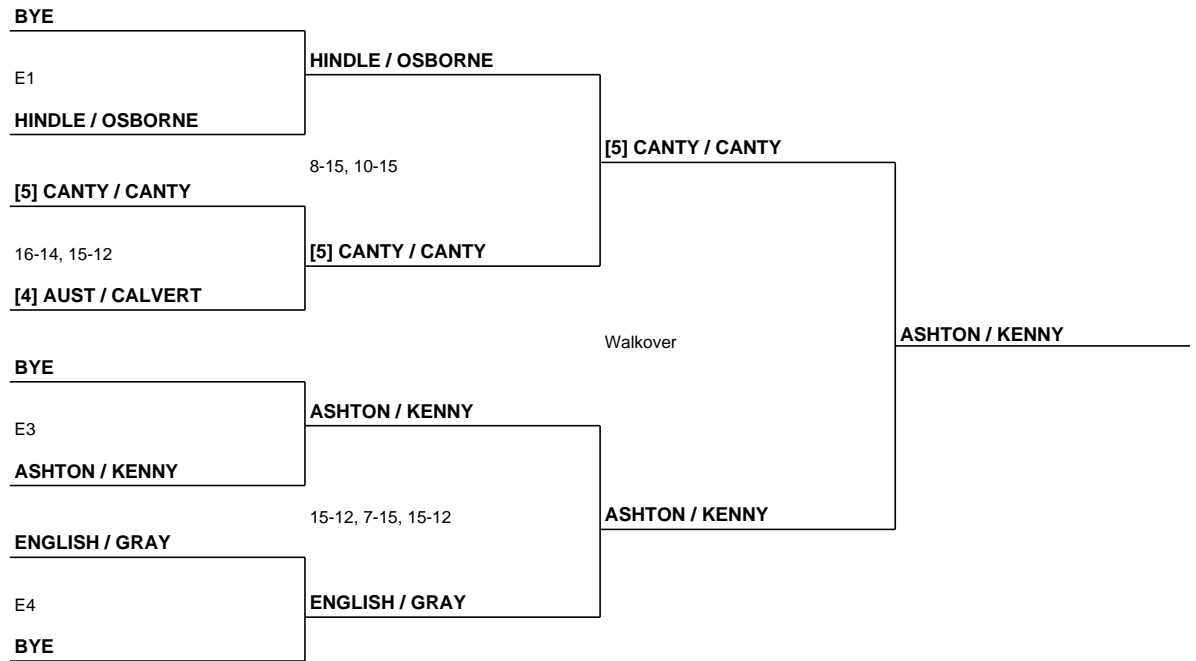 BYE
E1
HINDLE / OSBORNE
HINDLE / OSBORNE
8-15, 10-15
[5] CANTY / CANTY
[5] CANTY / CANTY
16-14, 15-12
[5] CANTY / CANTY
[4] AUST / CALVERT
Walkover
ASHTON / KENNY
BYE
E3
ASHTON / KENNY
ASHTON / KENNY
15-12, 7-15, 15-12
ASHTON / KENNY
ENGLISH / GRAY
E4
ENGLISH / GRAY
BYE